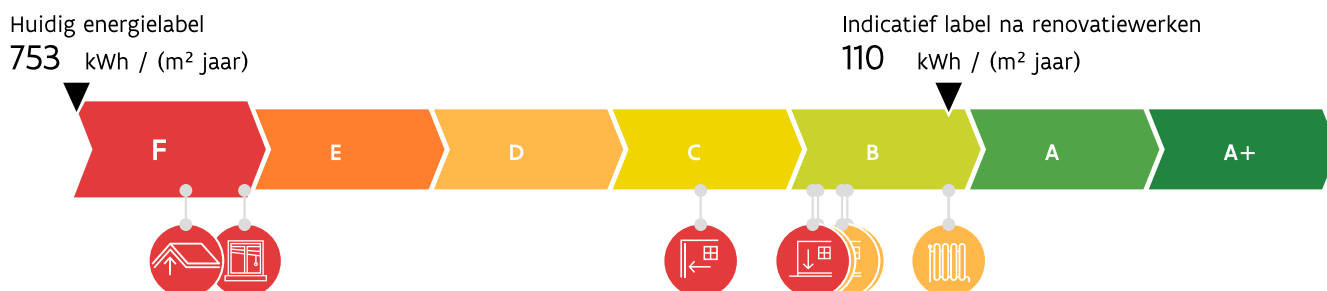 Huidig energielabel
753 kWh / (m² jaar)
Indicatief label na renovatiewerken
110 kWh / (m² jaar)
F E D C B A A+